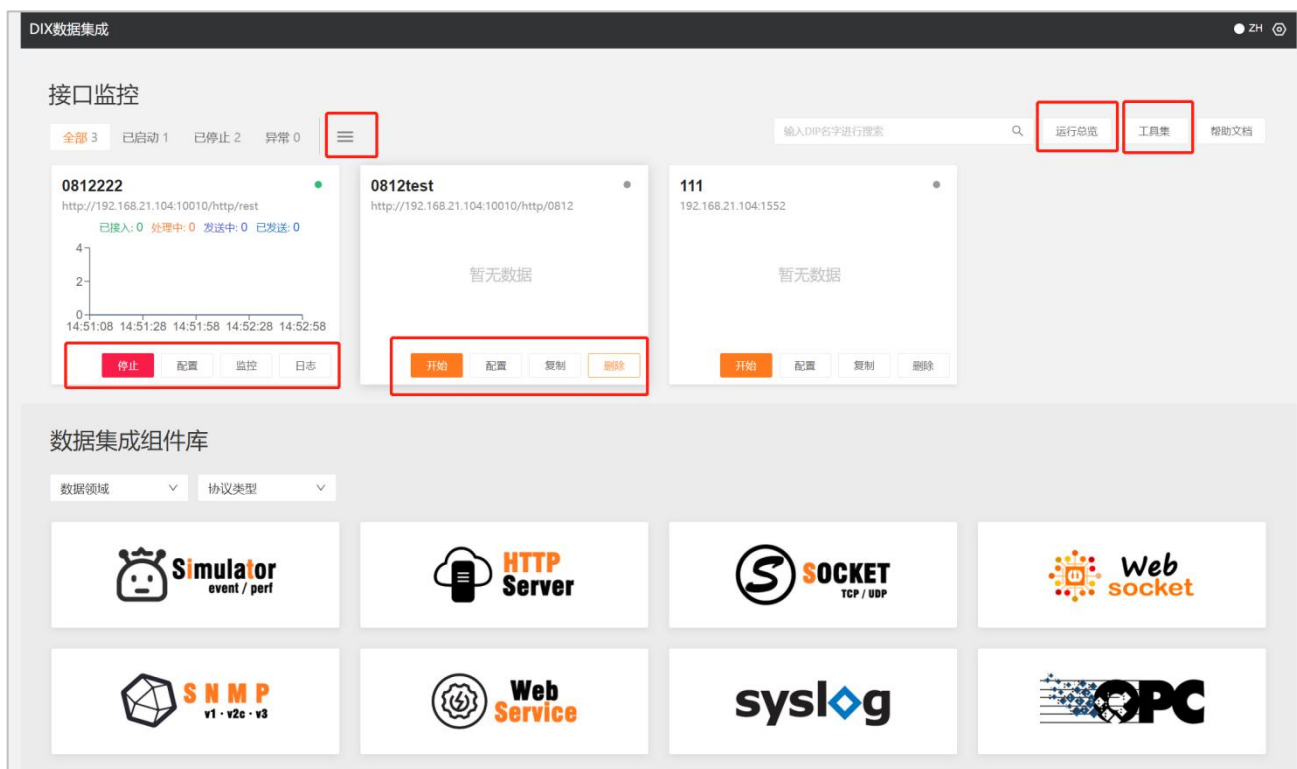 DIX数据集成
ZH
接口监控
全部 3 已启动 1 已停止 2 异常 0
输入DIP名字进行搜索
运行总览
工具集
帮助文档
0812222
http://192.168.21.104:10010/http/rest
已接入: 0 处理中: 0 发送中: 0 已发送: 0
4
2
0
14:51:08 14:51:28 14:51:58 14:52:28 14:52:58
停止 配置 监控 日志
0812test
http://192.168.21.104:10010/http/0812
暂无数据
开始 配置 复制 删除
111
192.168.21.104:1552
暂无数据
开始 配置 复制 删除
数据集成组件库
数据领域
协议类型
Simulator
event / perf
HTTP
Server
SOCKET
TCP / UDP
Web
socket
SNMP
v1 · v2c · v3
Web
Service
syslog
OPC